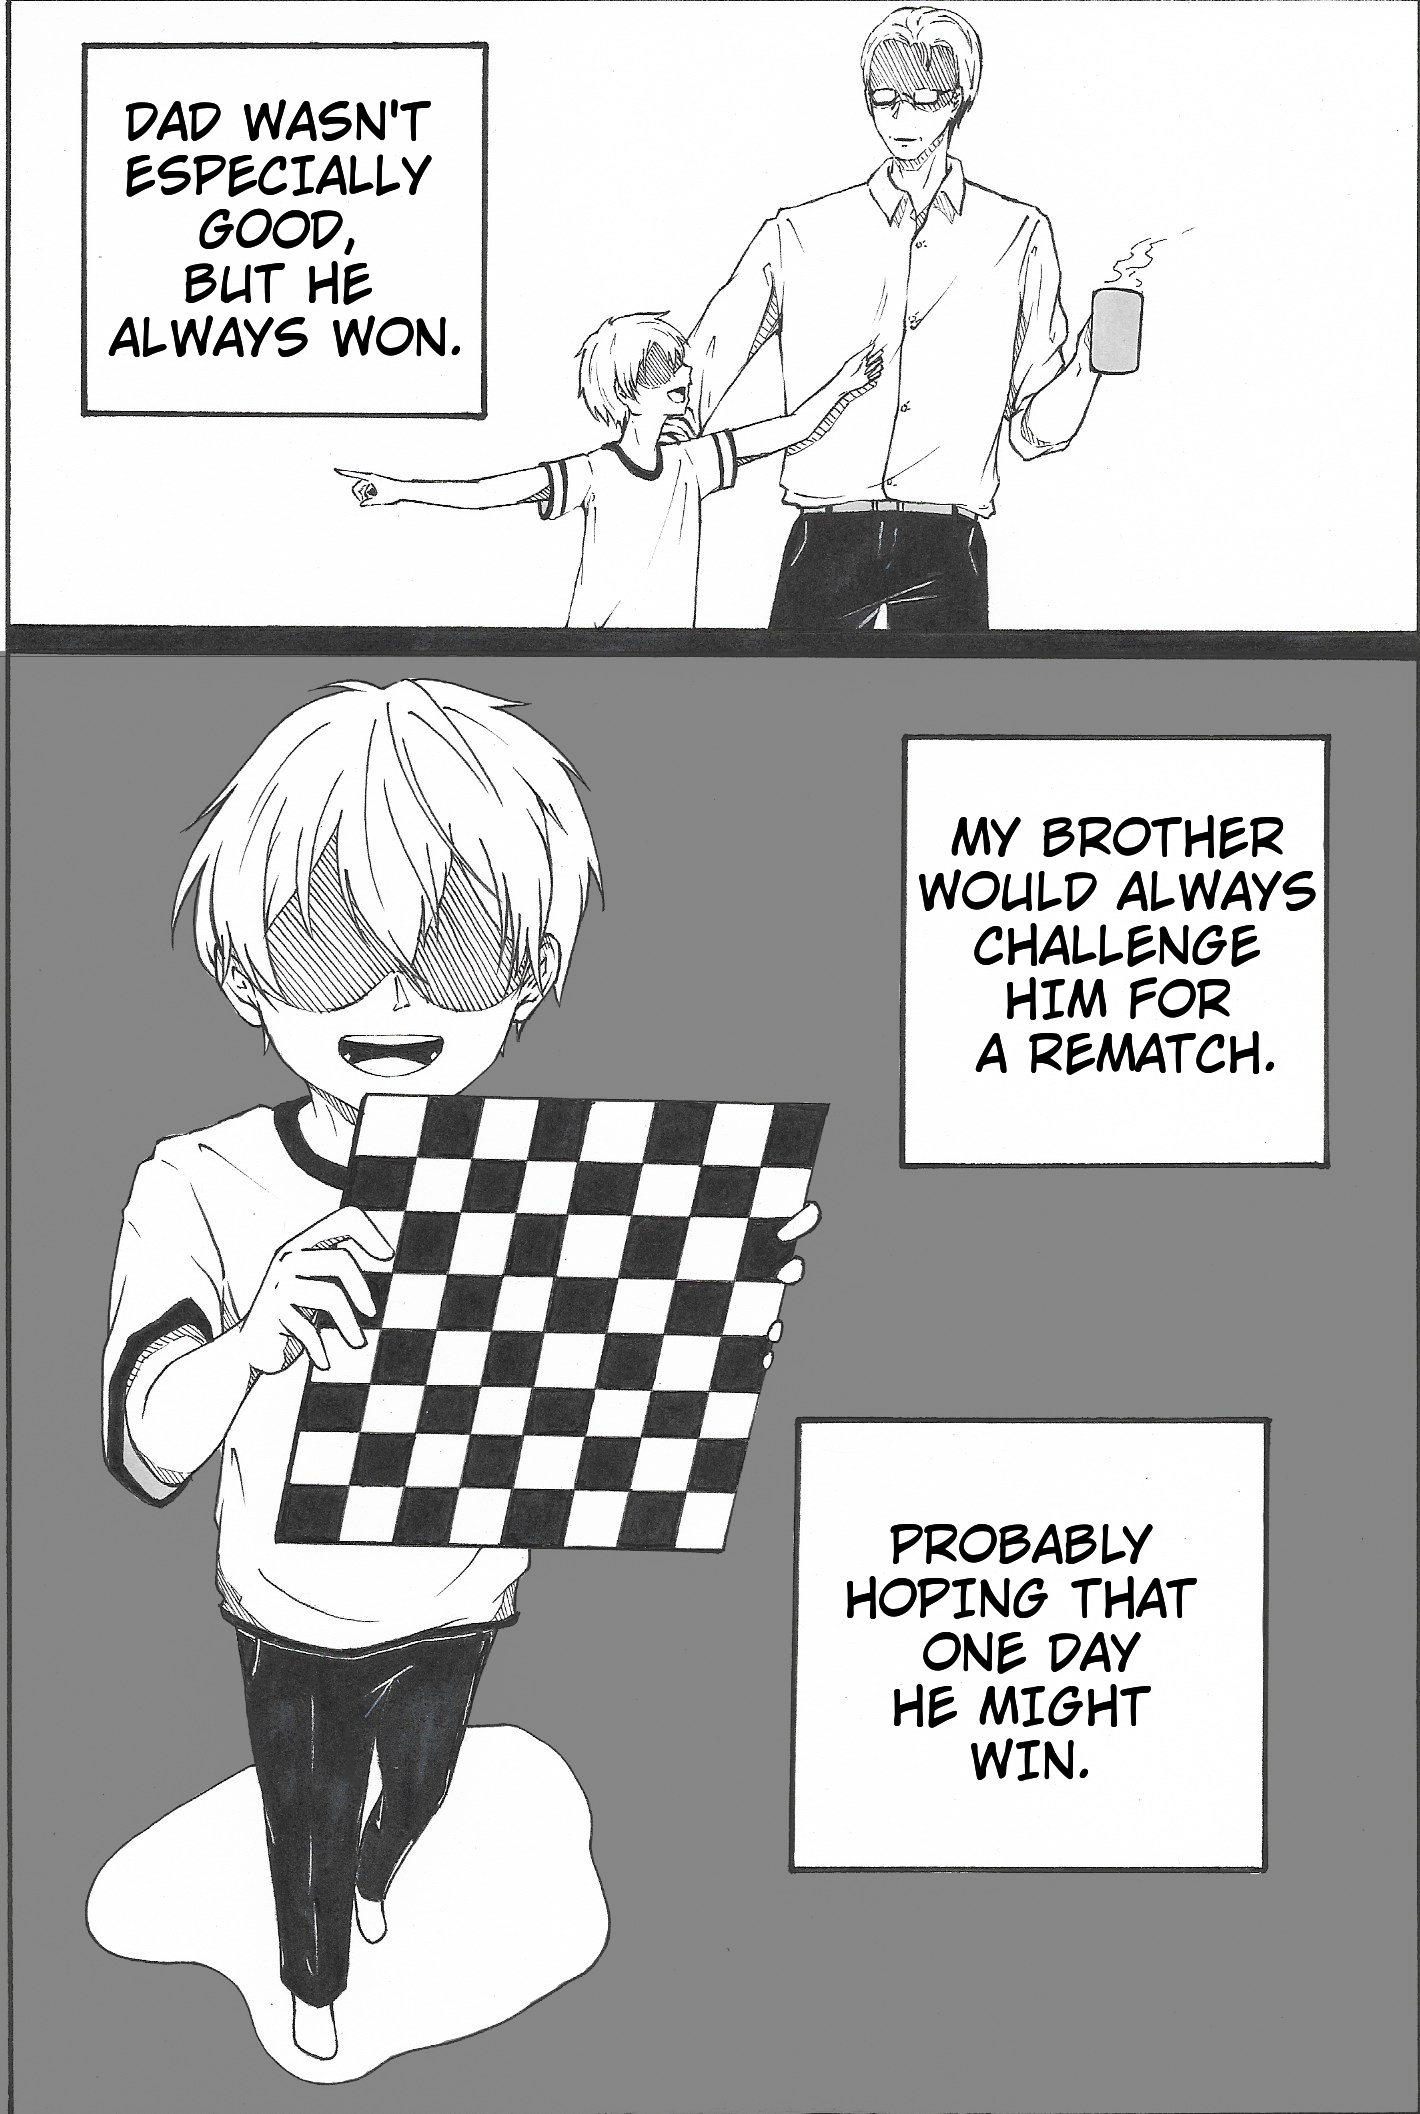 DAD WASN'T
ESPECIALLY
GOOD,
BUT HE
ALWAYS WON.
MY BROTHER
WOULD ALWAYS
CHALLENGE
HIM FOR
A REMATCH.
PROBABLY
HOPING THAT
ONE DAY
HE MIGHT
WIN.